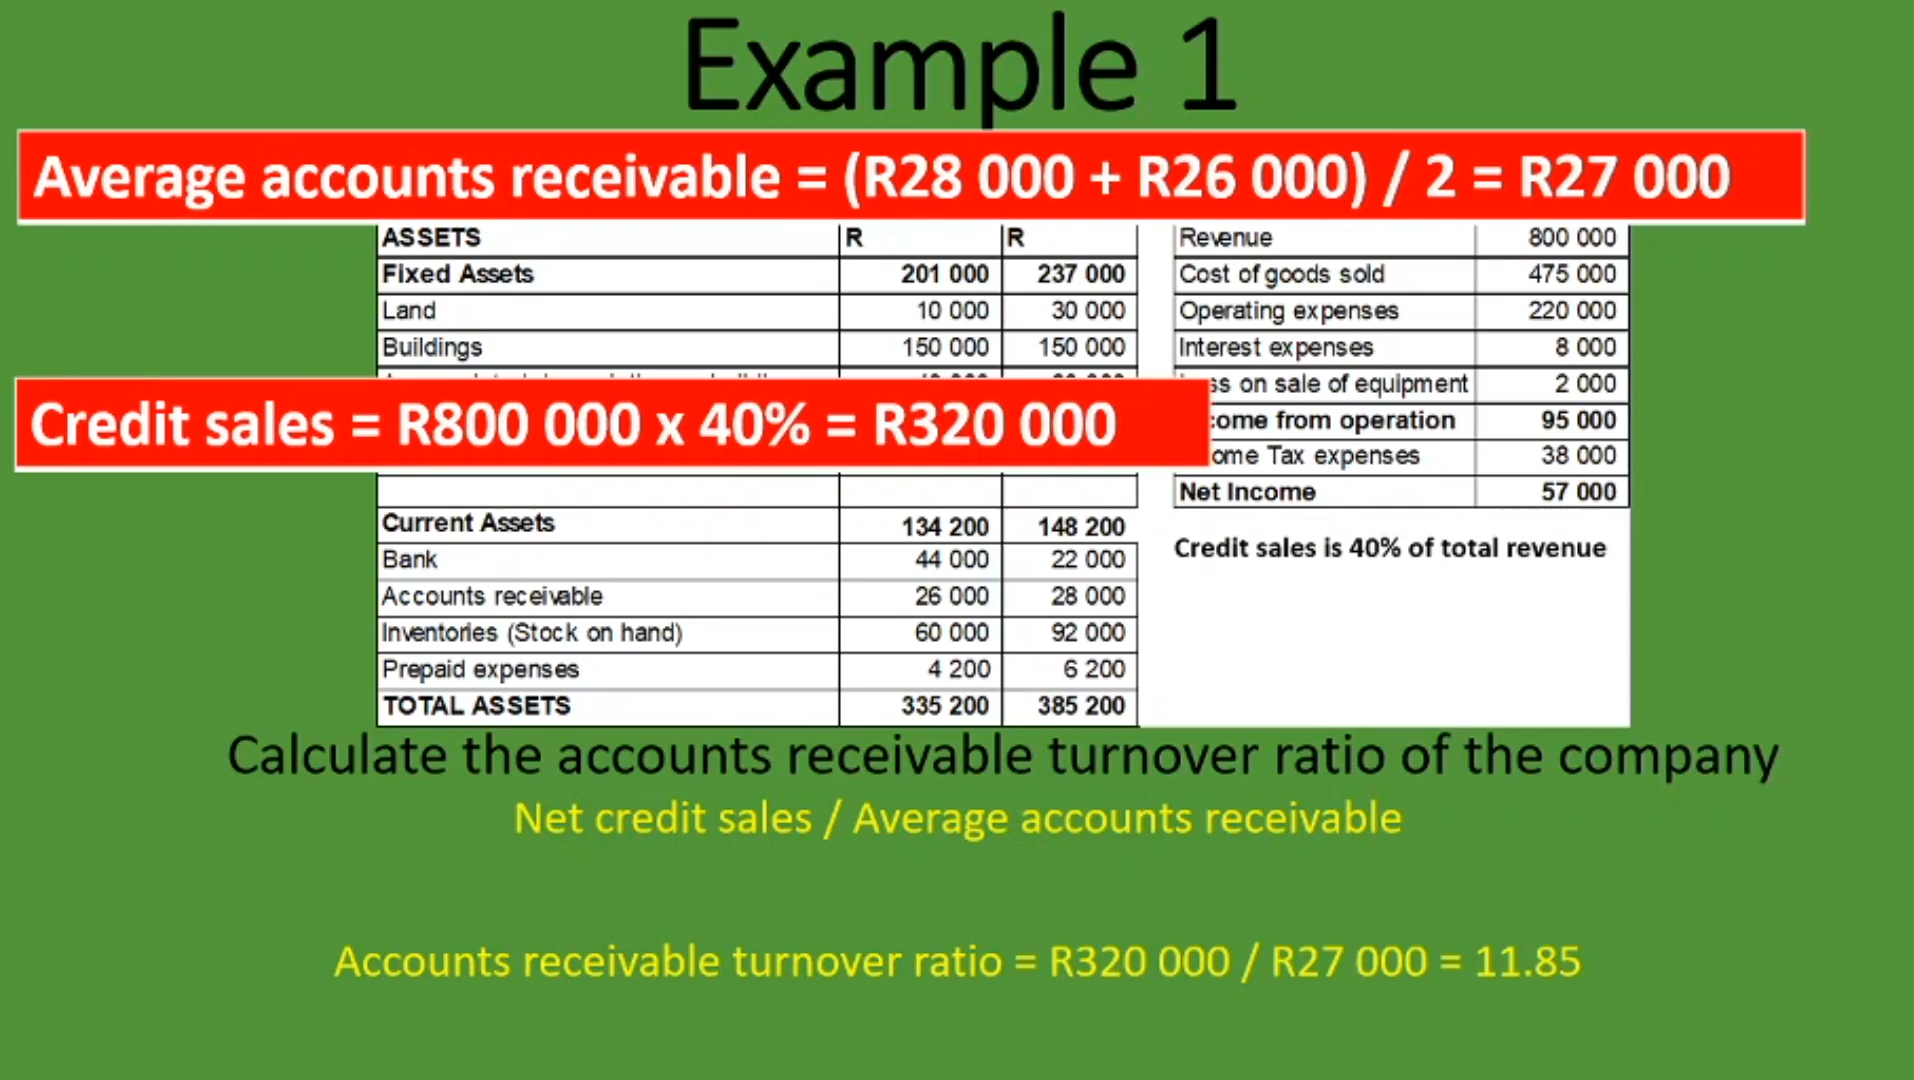 Example 1
Average accounts receivable = (R28 000 + R26 000) / 2 = R27 000
ASSETS R R
Fixed Assets 201 000 237 000
Land 10 000 30 000
Buildings 150 000 150 000
Credit sales = R800 000 x 40% = R320 000
Current Assets 134 200 148 200
Bank 44 000 22 000
Accounts receivable 26 000 28 000
Inventories (Stock on hand) 60 000 92 000
Prepaid expenses 4 200 6 200
TOTAL ASSETS 335 200 385 200
Revenue 800 000
Cost of goods sold 475 000
Operating expenses 220 000
Interest expenses 8 000
ss on sale of equipment 2 000
come from operation 95 000
ome Tax expenses 38 000
Net Income 57 000
Credit sales is 40% of total revenue
Calculate the accounts receivable turnover ratio of the company
Net credit sales / Average accounts receivable
Accounts receivable turnover ratio = R320 000 / R27 000 = 11.85